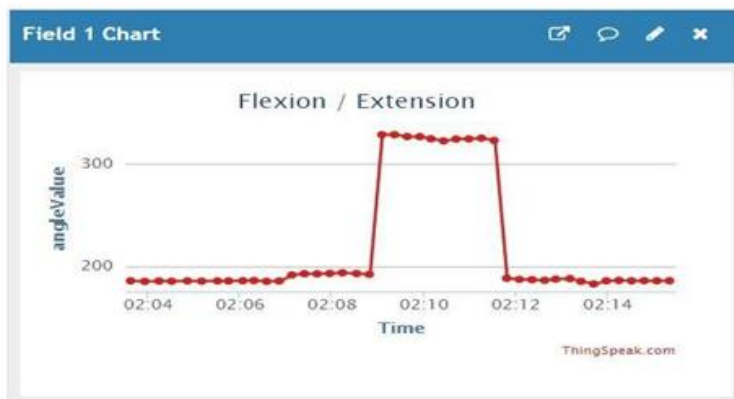 Field 1 Chart
Flexion / Extension
300
200
angleValue
02:04 02:06 02:08 02:10 02:12 02:14
Time
ThingSpeak.com